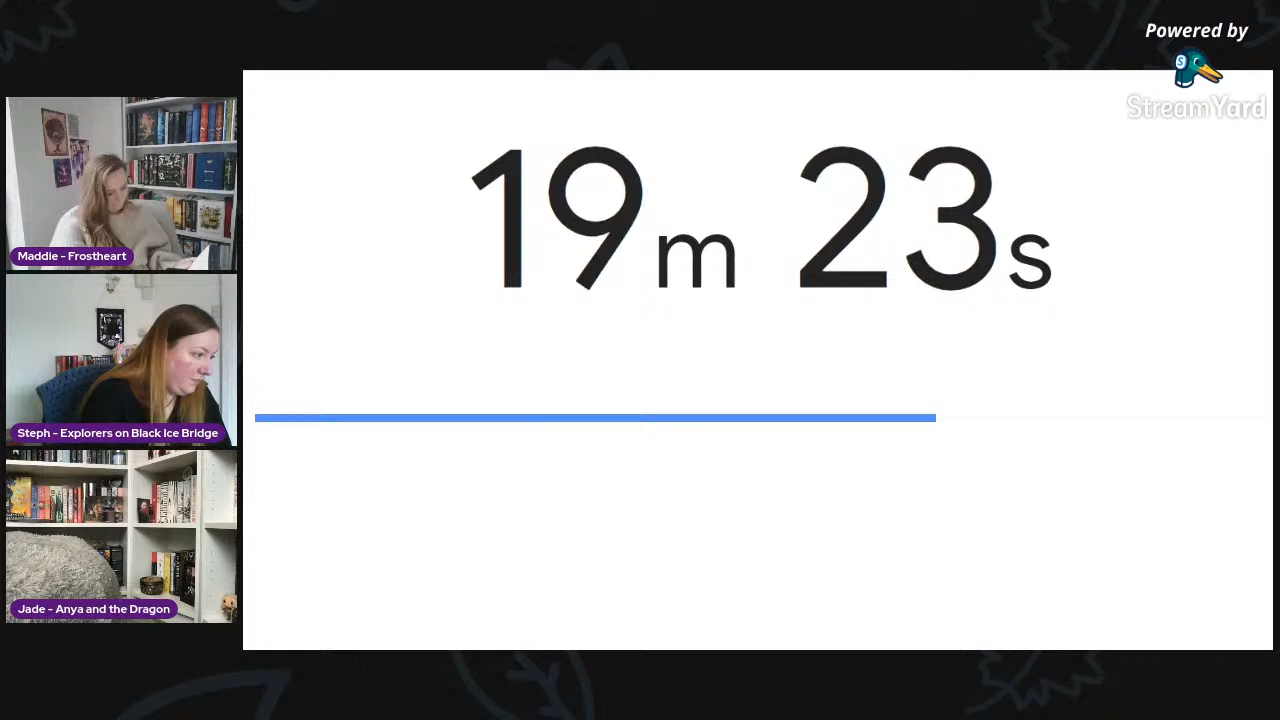 Powered by
StreamYard
19m 23s
Maddie - Frostheart
Steph - Explorers on Black Ice Bridge
Jade - Anya and the Dragon